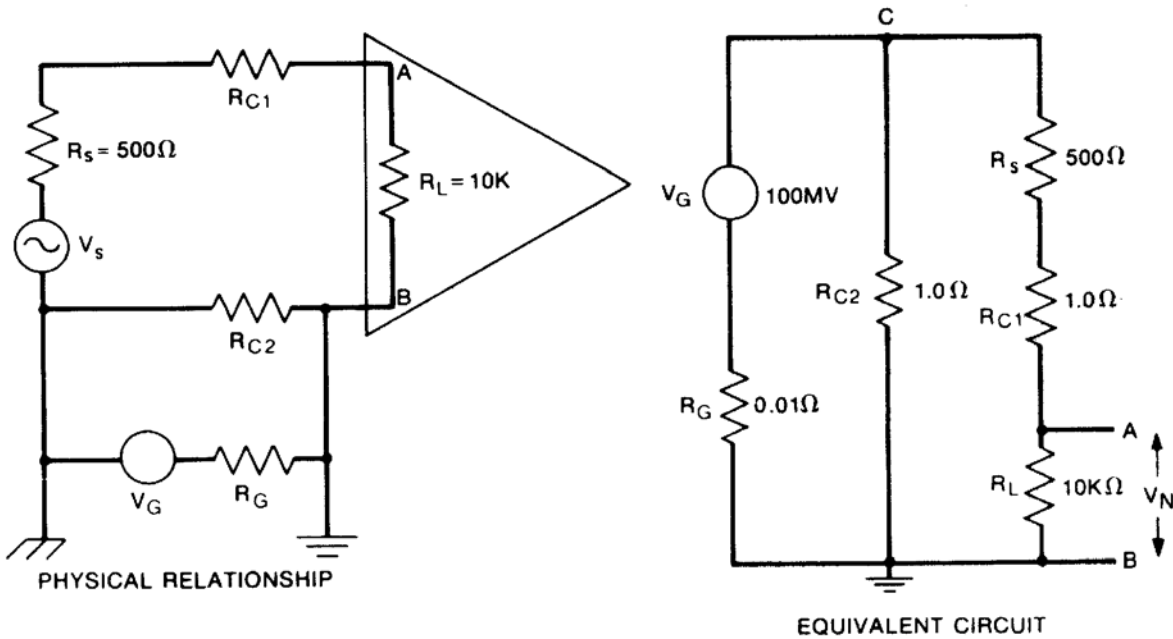 R_C1
A
R_s = 500Ω
R_L = 10K
V_s
B
R_C2
V_G
R_G
PHYSICAL RELATIONSHIP
C
R_s
500Ω
V_G
100MV
R_C2
1.0Ω
R_C1
1.0Ω
R_G
0.01Ω
A
R_L
10KΩ
V_N
B
EQUIVALENT CIRCUIT